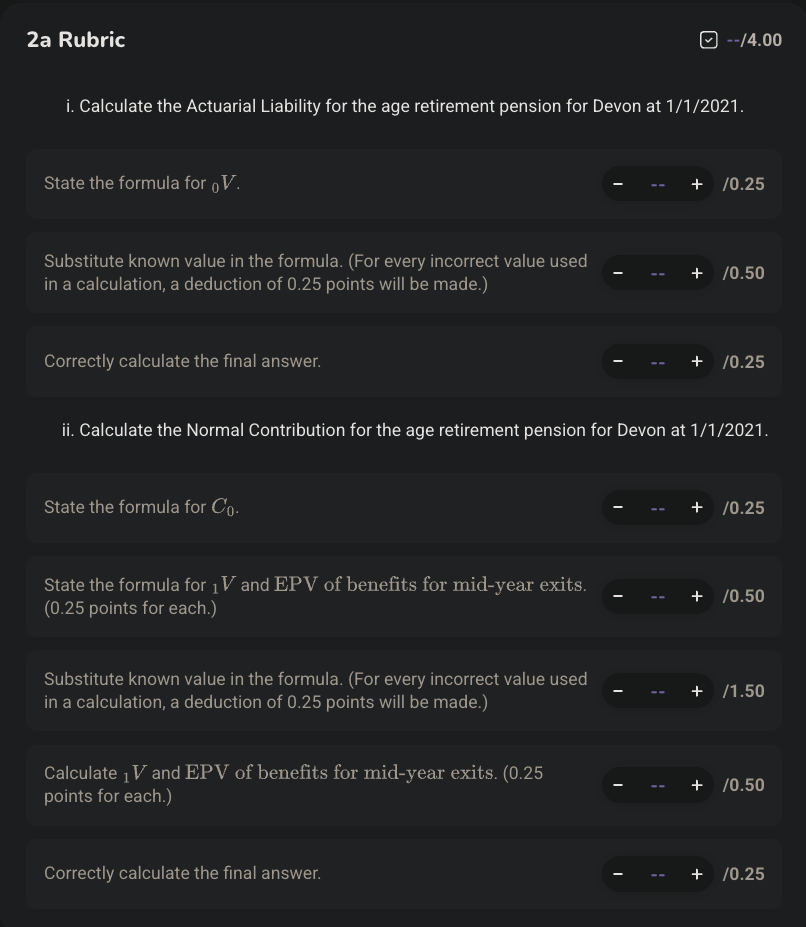 2a Rubric --/4.00
i. Calculate the Actuarial Liability for the age retirement pension for Devon at 1/1/2021.
State the formula for ₀V. − -- + /0.25
Substitute known value in the formula. (For every incorrect value used
in a calculation, a deduction of 0.25 points will be made.) − -- + /0.50
Correctly calculate the final answer. − -- + /0.25
ii. Calculate the Normal Contribution for the age retirement pension for Devon at 1/1/2021.
State the formula for C₀. − -- + /0.25
State the formula for ₁V and EPV of benefits for mid-year exits.
(0.25 points for each.) − -- + /0.50
Substitute known value in the formula. (For every incorrect value used
in a calculation, a deduction of 0.25 points will be made.) − -- + /1.50
Calculate ₁V and EPV of benefits for mid-year exits. (0.25
points for each.) − -- + /0.50
Correctly calculate the final answer. − -- + /0.25